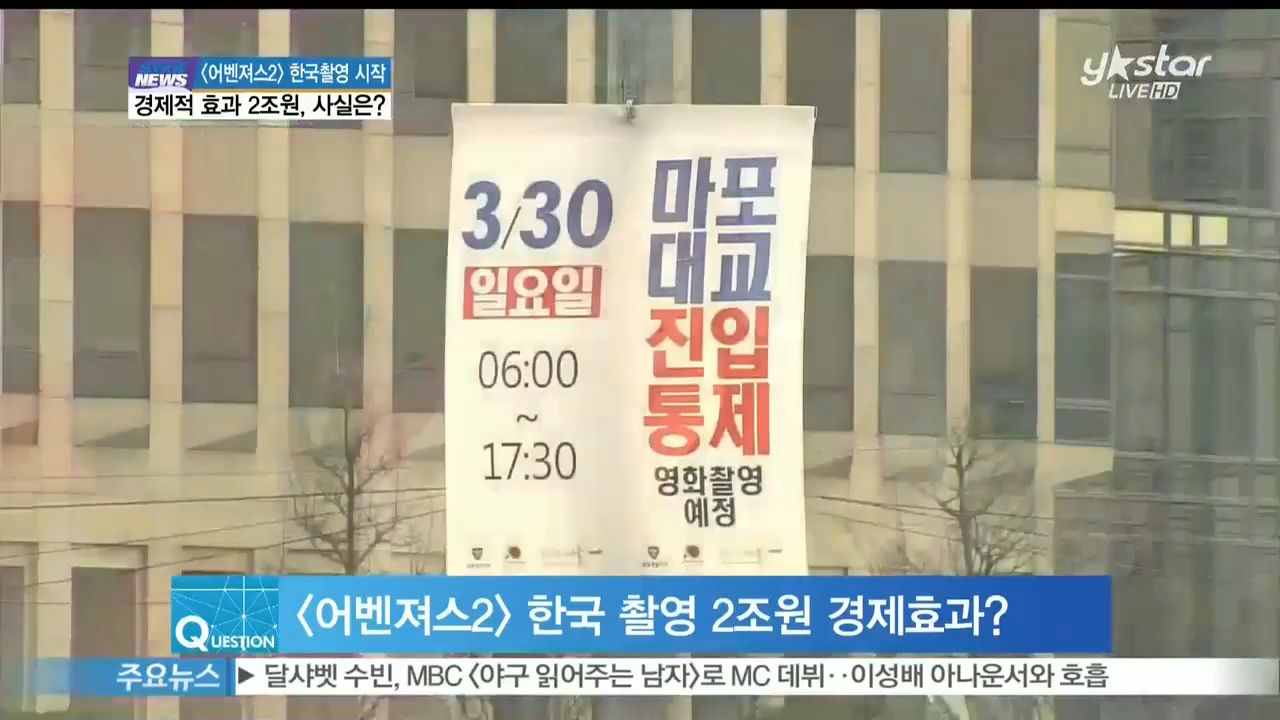 NEWS
〈어벤져스2〉 한국촬영 시작
경제적 효과 2조원, 사실은?
y★star
LIVE HD
3/30
일요일
06:00
~
17:30
마포
대교
진입
통제
영화촬영
예정
QUESTION
〈어벤져스2〉 한국 촬영 2조원 경제효과?
주요뉴스
▶ 달샤벳 수빈, MBC 〈야구 읽어주는 남자〉로 MC 데뷔‥이성배 아나운서와 호흡